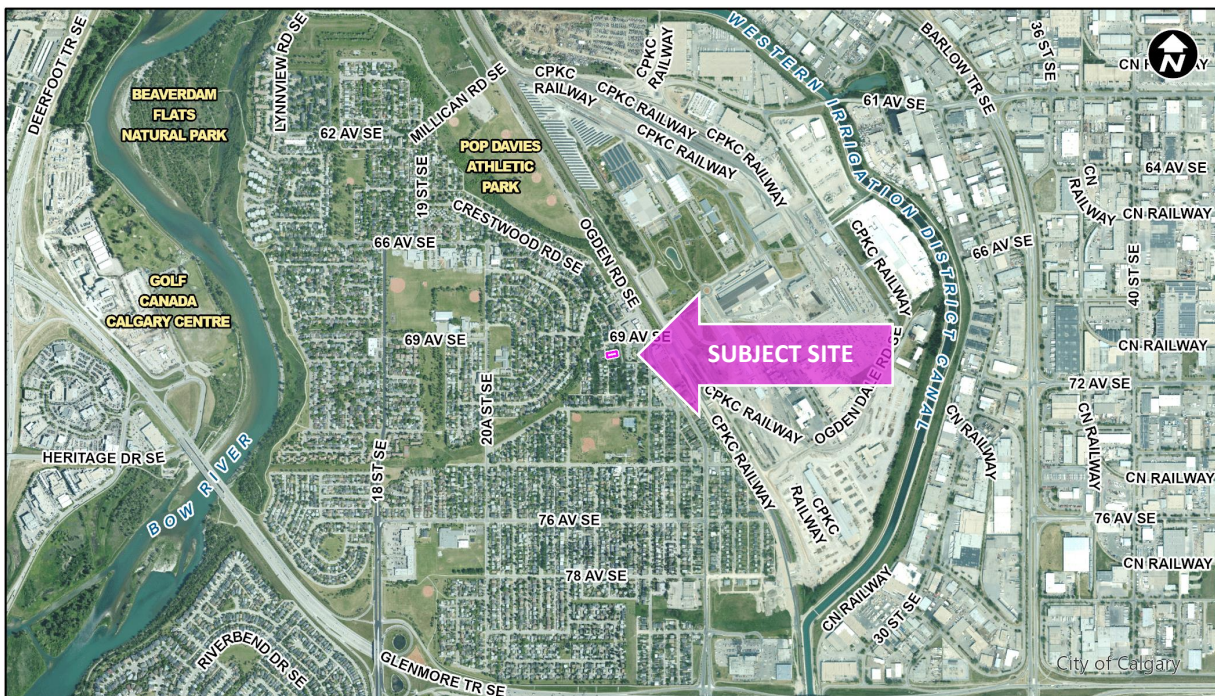 DEERFOOT TR SE
LYNNVIEW RD SE
WESTERN IRRIGATION DISTRICT CANAL
BARLOW TR SE
36 ST SE
CN RAILWAY
N
CPKC
RAILWAY
CPKC
RAILWAY
CPKC RAILWAY
CPKC RAILWAY
CPKC RAILWAY
61 AV SE
BEAVERDAM
FLATS
NATURAL PARK
62 AV SE
MILLICAN RD SE
POP DAVIES
ATHLETIC
PARK
19 ST SE
CRESTWOOD RD SE
OGDEN RD SE
CN
RAILWAY
64 AV SE
CN RAILWAY
66 AV SE
66 AV SE
CPKC RAILWAY
40 ST SE
GOLF
CANADA
CALGARY CENTRE
69 AV SE
69 AV SE
SUBJECT SITE
CN RAILWAY
72 AV SE
20A ST SE
CPKC RAILWAY
OGDEN DALE RD SE
CPKC RAILWAY
CN RAILWAY
CN RAILWAY
HERITAGE DR SE
BOW RIVER
18 ST SE
CN RAILWAY
CPKC
RAILWAY
76 AV SE
76 AV SE
78 AV SE
CN RAILWAY
CN RAILWAY
30 ST SE
RIVERBEND DR SE
GLENMORE TR SE
City of Calgary